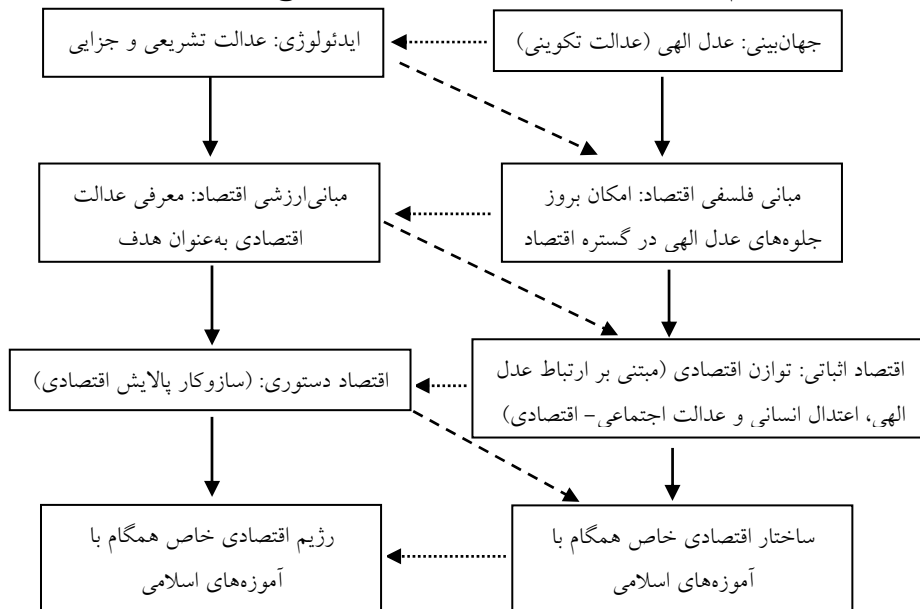 جهان‌بینی: عدل الهی (عدالت تکوینی)
ایدئولوژی: عدالت تشریعی و جزایی
مبانی فلسفی اقتصاد: امکان بروز
جلوه‌های عدل الهی در گستره اقتصاد
مبانی‌ارزشی اقتصاد: معرفی عدالت
اقتصادی به‌عنوان هدف
اقتصاد اثباتی: توازن اقتصادی (مبتنی بر ارتباط عدل
الهی، اعتدال انسانی و عدالت اجتماعی- اقتصادی)
اقتصاد دستوری: (سازوکار پالایش اقتصادی)
ساختار اقتصادی خاص همگام با
آموزه‌های اسلامی
رژیم اقتصادی خاص همگام با
آموزه‌های اسلامی